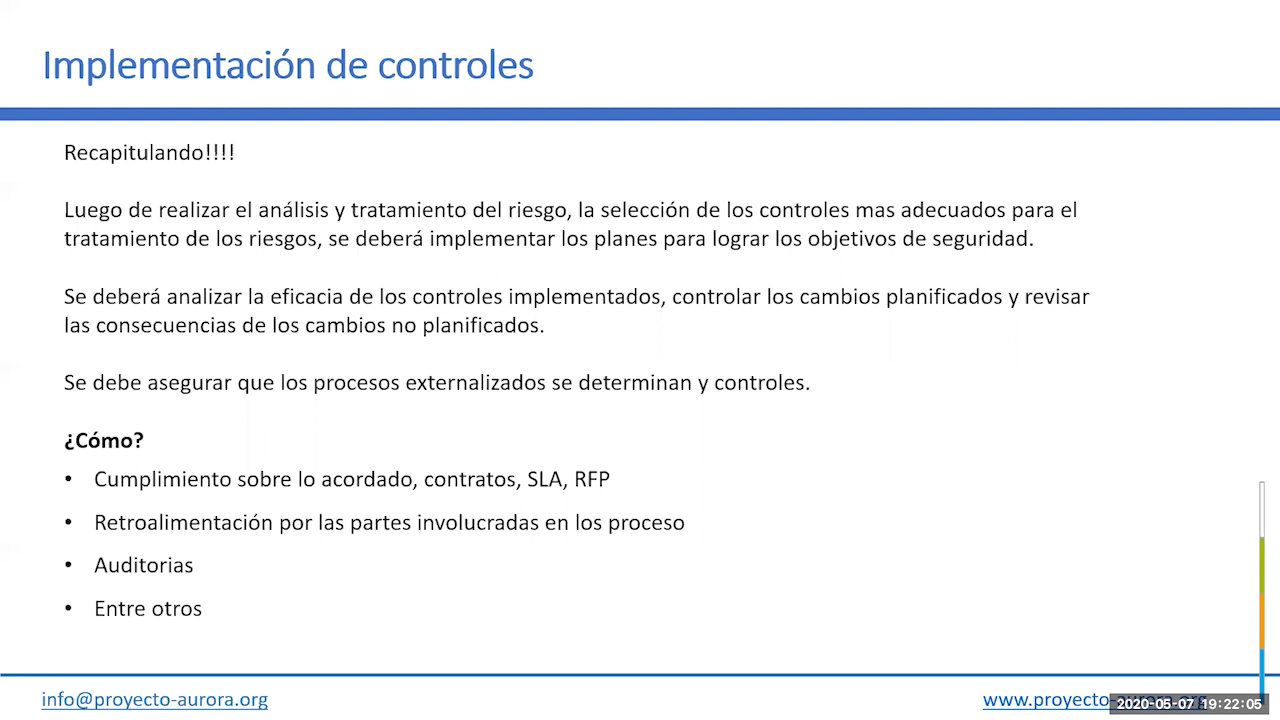 Implementación de controles
Recapitulando!!!!
Luego de realizar el análisis y tratamiento del riesgo, la selección de los controles mas adecuados para el
tratamiento de los riesgos, se deberá implementar los planes para lograr los objetivos de seguridad.
Se deberá analizar la eficacia de los controles implementados, controlar los cambios planificados y revisar
las consecuencias de los cambios no planificados.
Se debe asegurar que los procesos externalizados se determinan y controles.
¿Cómo?
• Cumplimiento sobre lo acordado, contratos, SLA, RFP
• Retroalimentación por las partes involucradas en los proceso
• Auditorias
• Entre otros
info@proyecto-aurora.org
www.proyecto-aurora.org
2020-05-07 19:22:05